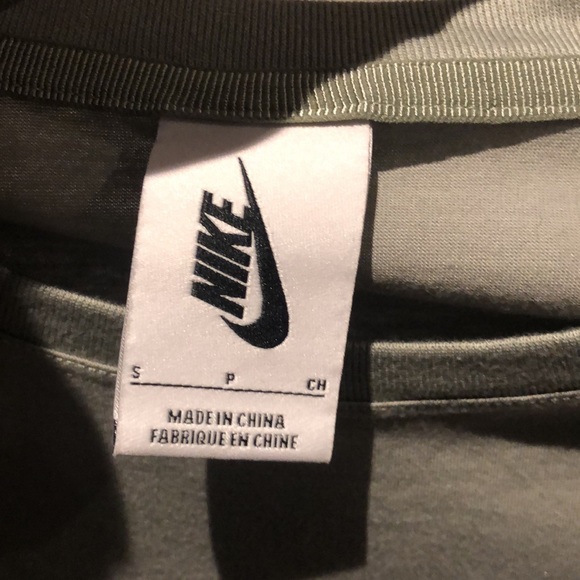 NIKE
S P CH
MADE IN CHINA
FABRIQUE EN CHINE